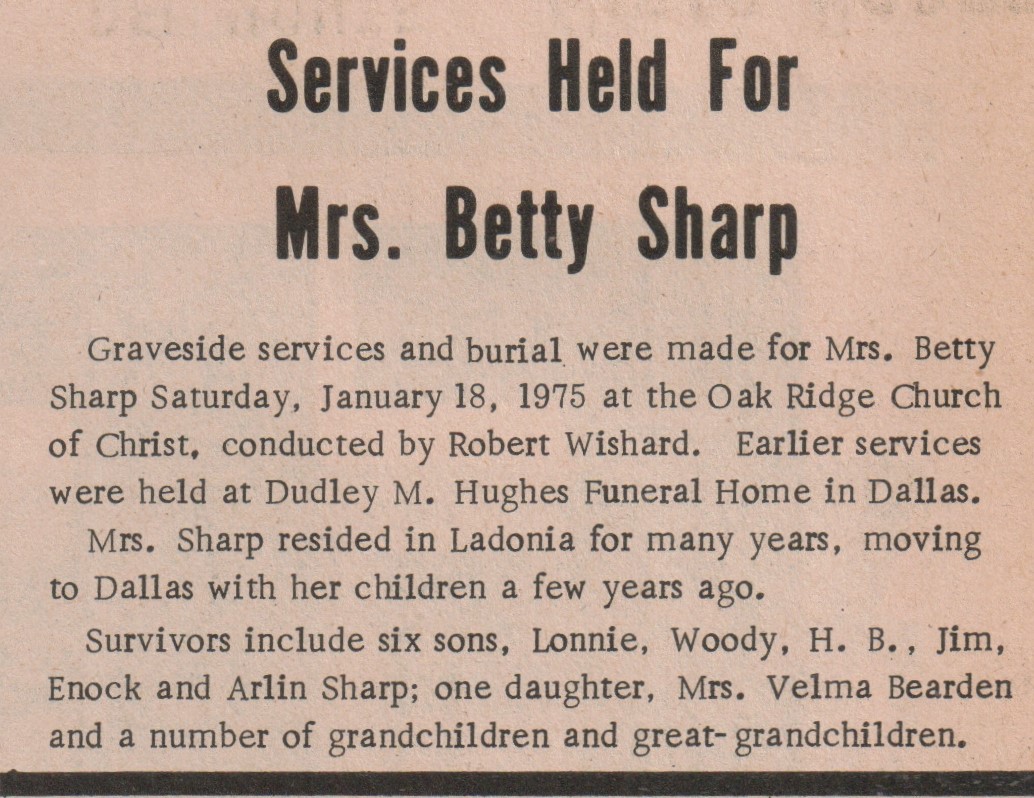 Services Held For
Mrs. Betty Sharp
Graveside services and burial were made for Mrs. Betty
Sharp Saturday, January 18, 1975 at the Oak Ridge Church
of Christ, conducted by Robert Wishard. Earlier services
were held at Dudley M. Hughes Funeral Home in Dallas.
Mrs. Sharp resided in Ladonia for many years, moving
to Dallas with her children a few years ago.
Survivors include six sons, Lonnie, Woody, H. B., Jim,
Enock and Arlin Sharp; one daughter, Mrs. Velma Bearden
and a number of grandchildren and great-grandchildren.